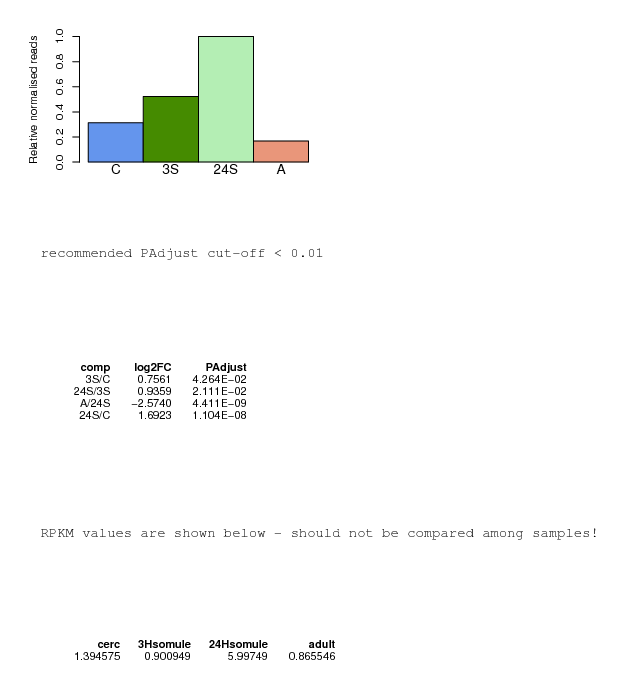 Relative normalised reads
1.0
0.8
0.6
0.4
0.2
0.0
C 3S 24S A
recommended PAdjust cut-off < 0.01
comp log2FC PAdjust
3S/C 0.7561 4.264E−02
24S/3S 0.9359 2.111E−02
A/24S −2.5740 4.411E−09
24S/C 1.6923 1.104E−08
RPKM values are shown below - should not be compared among samples!
cerc 3Hsomule 24Hsomule adult
1.394575 0.900949 5.99749 0.865546